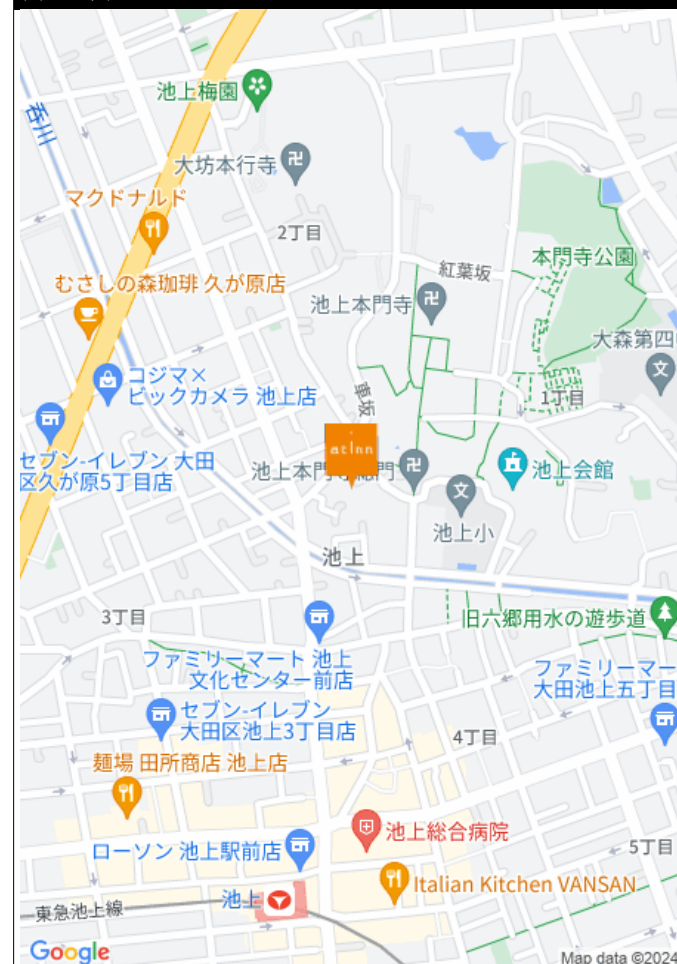 池上梅園
呑川
大坊本行寺
マクドナルド
2丁目
本門寺公園
紅葉坂
むさしの森珈琲 久が原店
池上本門寺
大森第四
コジマ×
ビックカメラ 池上店
車坂
1丁目
atInn
セブン-イレブン 大田
区久が原5丁目店
池上本門寺総門
池上会館
池上小
池上
3丁目
旧六郷用水の遊歩道
ファミリーマート 池上
文化センター前店
ファミリーマー
大田池上五丁目
セブン-イレブン
大田区池上3丁目店
4丁目
麺場 田所商店 池上店
池上総合病院
ローソン 池上駅前店
5丁目
Italian Kitchen VANSAN
池上
東急池上線
Google
Map data ©2024